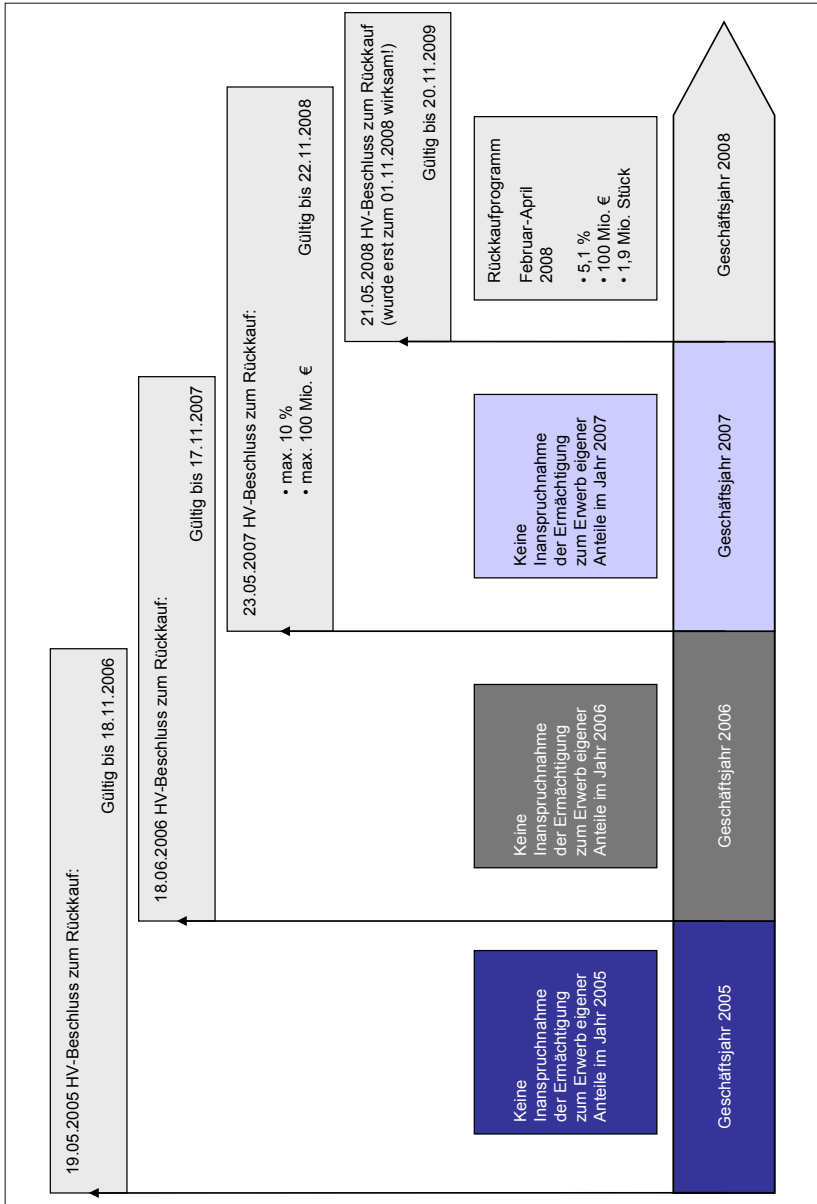 19.05.2005 HV-Beschluss zum Rückkauf:
Gültig bis 18.11.2006
18.06.2006 HV-Beschluss zum Rückkauf:
Gültig bis 17.11.2007
23.05.2007 HV-Beschluss zum Rückkauf:
• max. 10 %
• max. 100 Mio. €
Gültig bis 22.11.2008
21.05.2008 HV-Beschluss zum Rückkauf
(wurde erst zum 01.11.2008 wirksam!)
Gültig bis 20.11.2009
Keine
Inanspruchnahme
der Ermächtigung
zum Erwerb eigener
Anteile im Jahr 2005
Keine
Inanspruchnahme
der Ermächtigung
zum Erwerb eigener
Anteile im Jahr 2006
Keine
Inanspruchnahme
der Ermächtigung
zum Erwerb eigener
Anteile im Jahr 2007
Rückkaufprogramm
Februar-April
2008
• 5,1 %
• 100 Mio. €
• 1,9 Mio. Stück
Geschäftsjahr 2005
Geschäftsjahr 2006
Geschäftsjahr 2007
Geschäftsjahr 2008